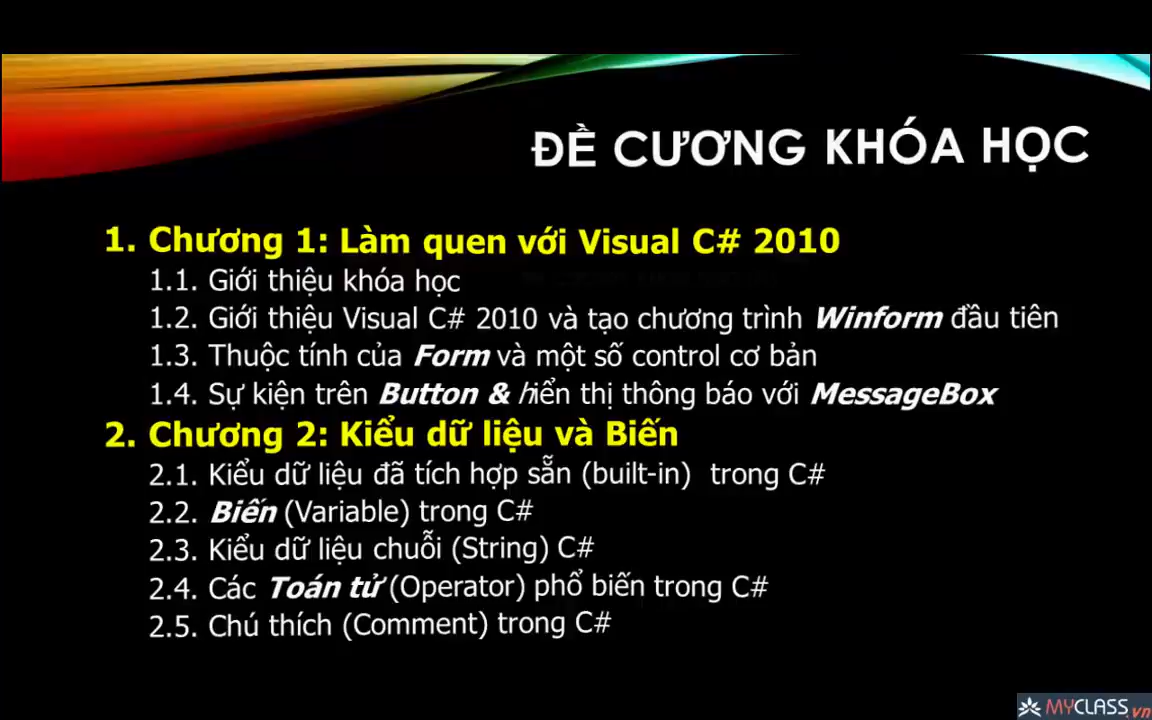 ĐỀ CƯƠNG KHÓA HỌC
1. Chương 1: Làm quen với Visual C# 2010
1.1. Giới thiệu khóa học
1.2. Giới thiệu Visual C# 2010 và tạo chương trình Winform đầu tiên
1.3. Thuộc tính của Form và một số control cơ bản
1.4. Sự kiện trên Button & hiển thị thông báo với MessageBox
2. Chương 2: Kiểu dữ liệu và Biến
2.1. Kiểu dữ liệu đã tích hợp sẵn (built-in) trong C#
2.2. Biến (Variable) trong C#
2.3. Kiểu dữ liệu chuỗi (String) C#
2.4. Các Toán tử (Operator) phổ biến trong C#
2.5. Chú thích (Comment) trong C#
MYCLASS.vn